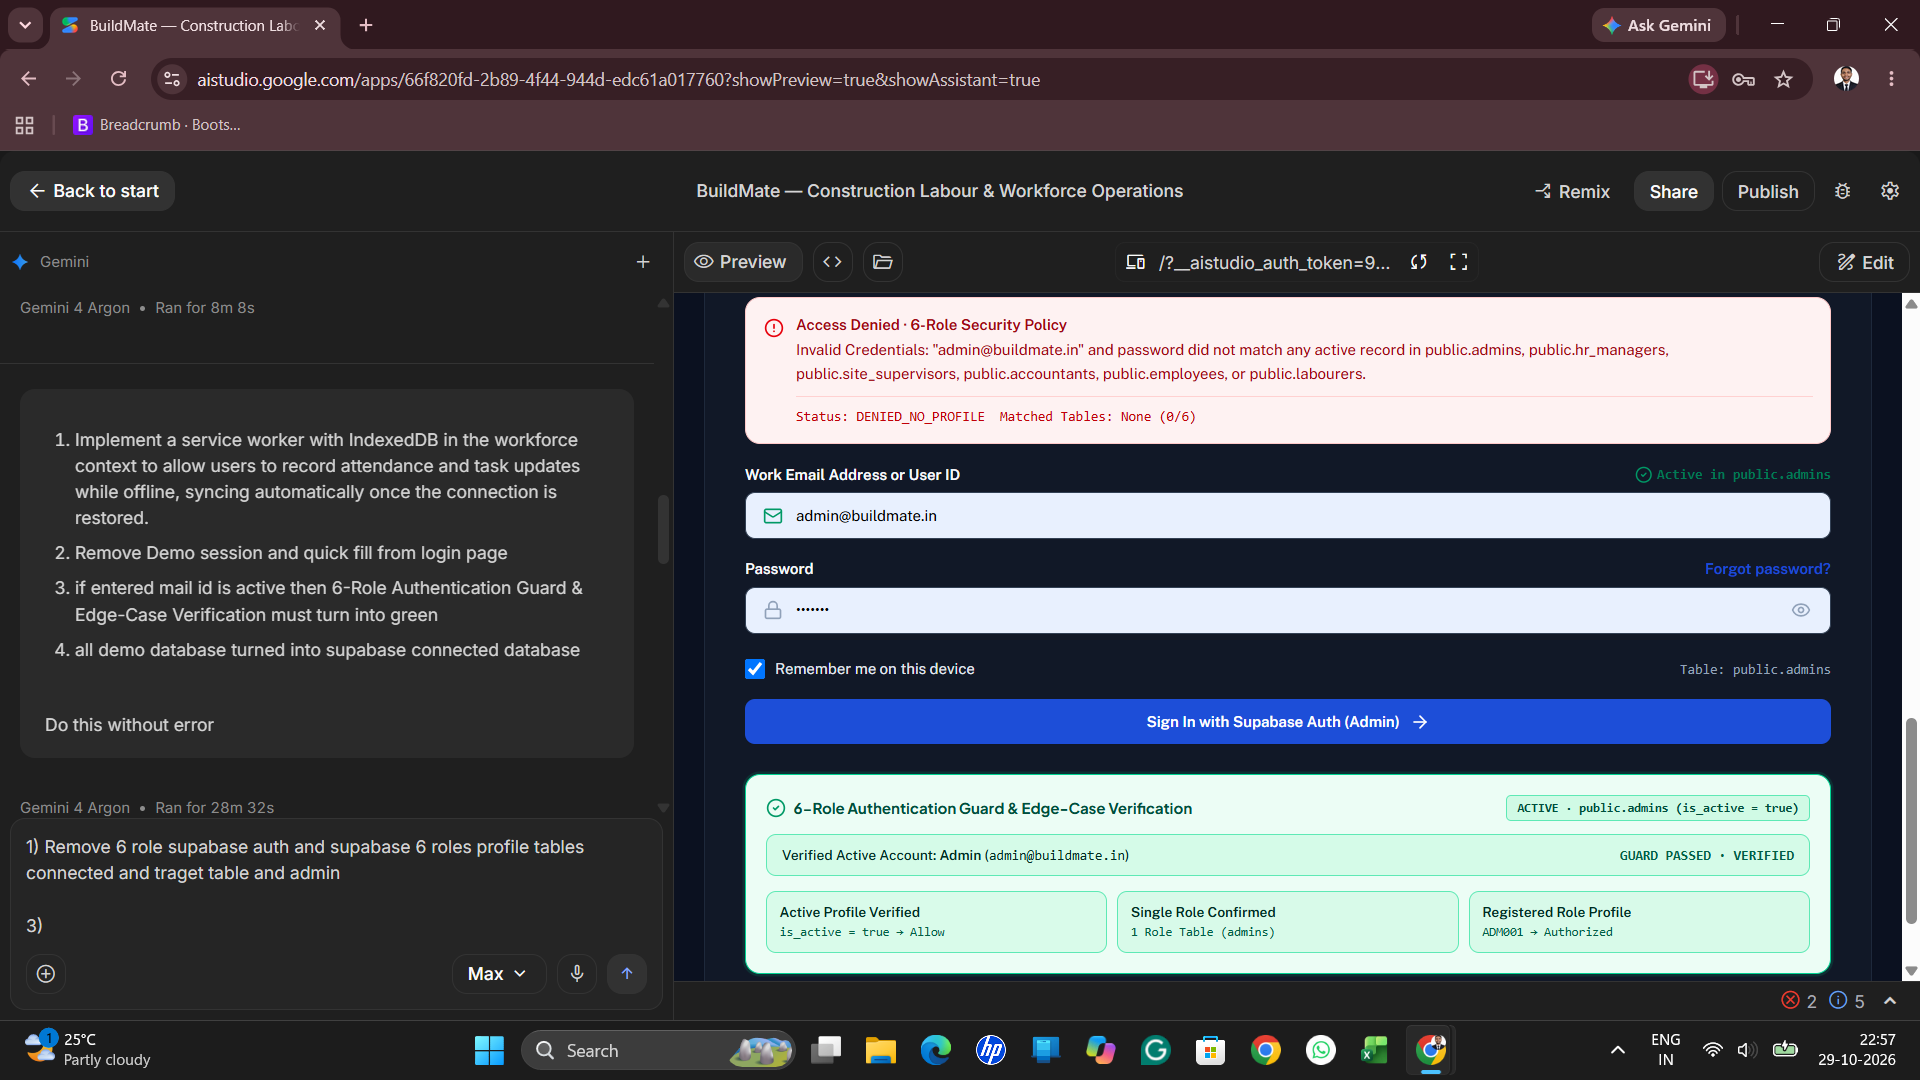 BuildMate — Construction Lab
Ask Gemini
aistudio.google.com/apps/66f820fd-2b89-4f44-944d-edc61a017760?showPreview=true&showAssistant=true
B Breadcrumb · Boots...
Back to start
BuildMate — Construction Labour & Workforce Operations
Remix
Share
Publish
Gemini
Preview
/?__aistudio_auth_token=9...
Edit
Gemini 4 Argon • Ran for 8m 8s
1. Implement a service worker with IndexedDB in the workforce
context to allow users to record attendance and task updates
while offline, syncing automatically once the connection is
restored.
2. Remove Demo session and quick fill from login page
3. if entered mail id is active then 6-Role Authentication Guard &
Edge-Case Verification must turn into green
4. all demo database turned into supabase connected database
Do this without error
Gemini 4 Argon • Ran for 28m 32s
1) Remove 6 role supabase auth and supabase 6 roles profile tables
connected and traget table and admin
3)
Max
Access Denied · 6-Role Security Policy
Invalid Credentials: "admin@buildmate.in" and password did not match any active record in public.admins, public.hr_managers,
public.site_supervisors, public.accountants, public.employees, or public.labourers.
Status: DENIED_NO_PROFILE Matched Tables: None (0/6)
Work Email Address or User ID
Active in public.admins
admin@buildmate.in
Password
Forgot password?
•••••••
Remember me on this device
Table: public.admins
Sign In with Supabase Auth (Admin)
6-Role Authentication Guard & Edge-Case Verification
ACTIVE · public.admins (is_active = true)
Verified Active Account: Admin (admin@buildmate.in)
GUARD PASSED • VERIFIED
Active Profile Verified
is_active = true → Allow
Single Role Confirmed
1 Role Table (admins)
Registered Role Profile
ADM001 → Authorized
2
5
1
25°C
Partly cloudy
Search
hp
ENG
IN
22:57
29-10-2026